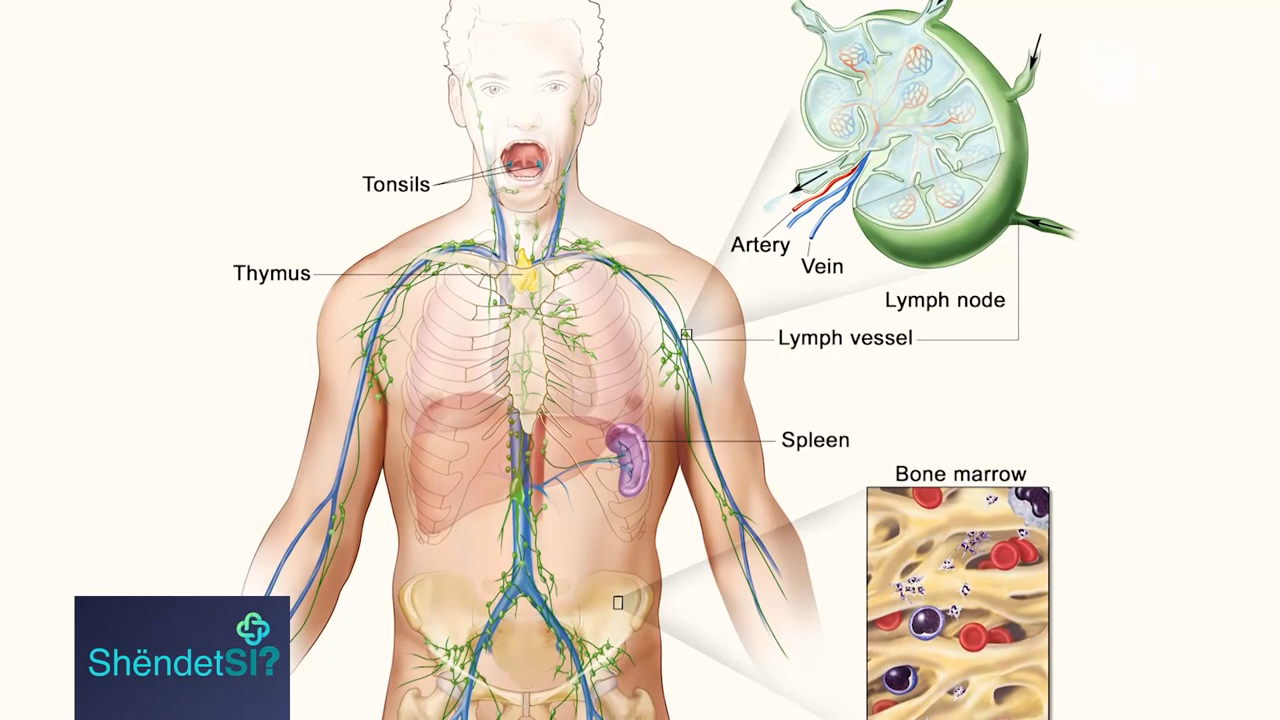 Tonsils
Thymus
Artery
Vein
Lymph node
Lymph vessel
Spleen
Bone marrow
ShëndetSI?